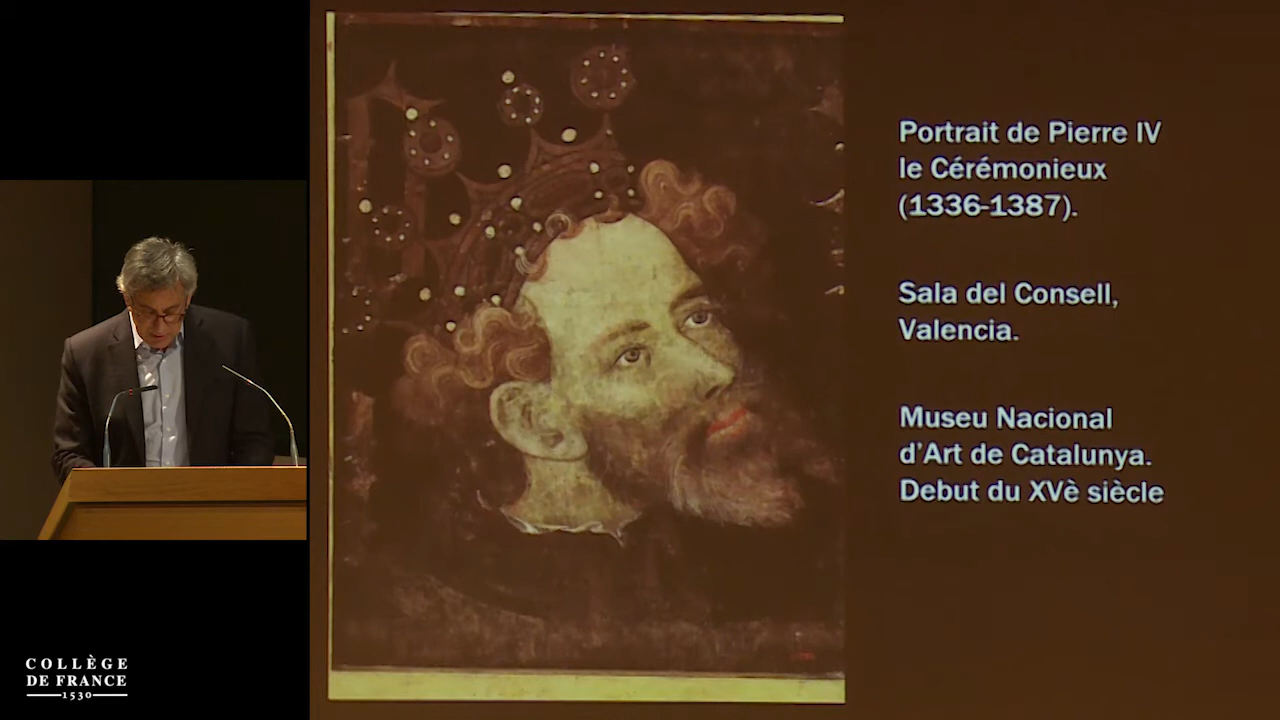 Portrait de Pierre IV
le Cérémonieux
(1336-1387).
Sala del Consell,
Valencia.
Museu Nacional
d'Art de Catalunya.
Debut du XVè siècle
COLLÈGE
DE FRANCE
1530